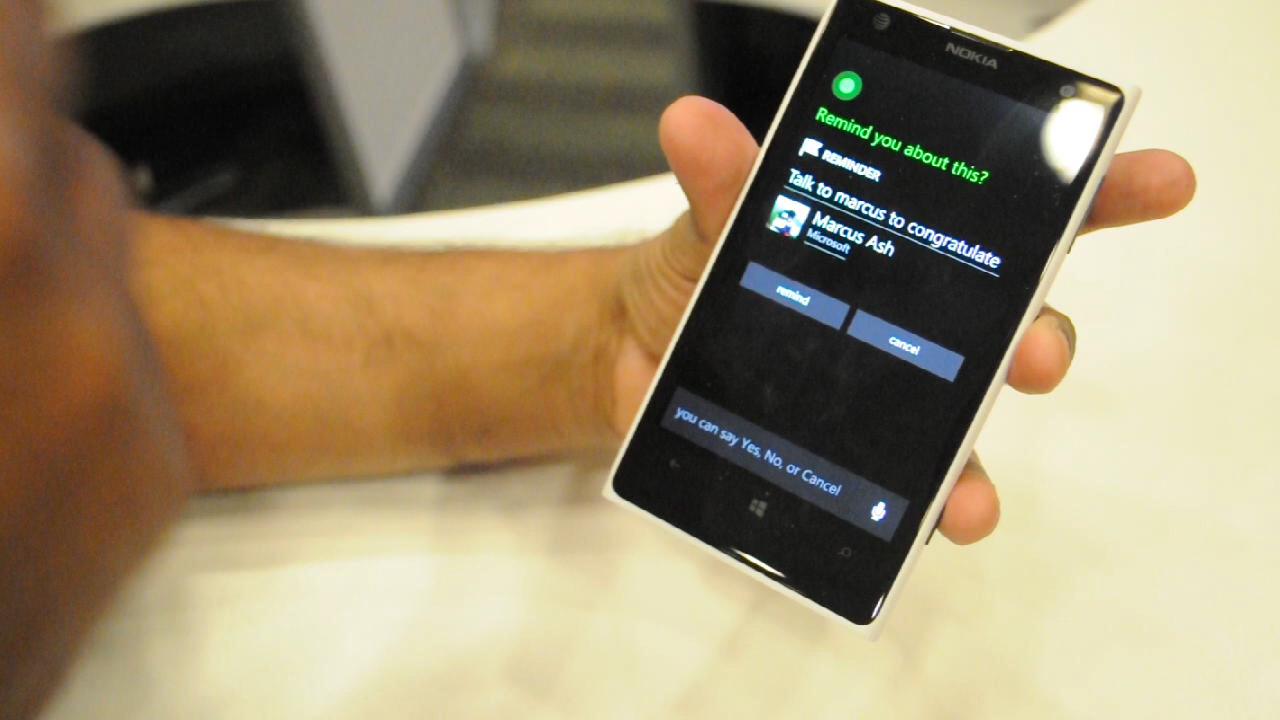 NOKIA
Remind you about this?
REMINDER
Talk to marcus to congratulate
Marcus Ash
Microsoft
remind
cancel
you can say Yes, No, or Cancel